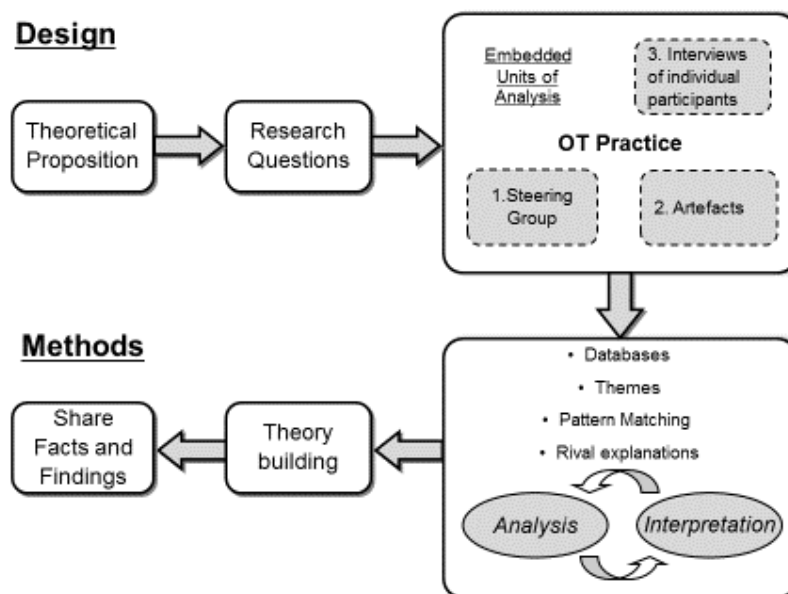 Design
Theoretical
Proposition
Research
Questions
Embedded
Units of
Analysis
3. Interviews
of individual
participants
OT Practice
1.Steering
Group
2. Artefacts
Methods
• Databases
• Themes
• Pattern Matching
• Rival explanations
Analysis
Interpretation
Theory
building
Share
Facts and
Findings